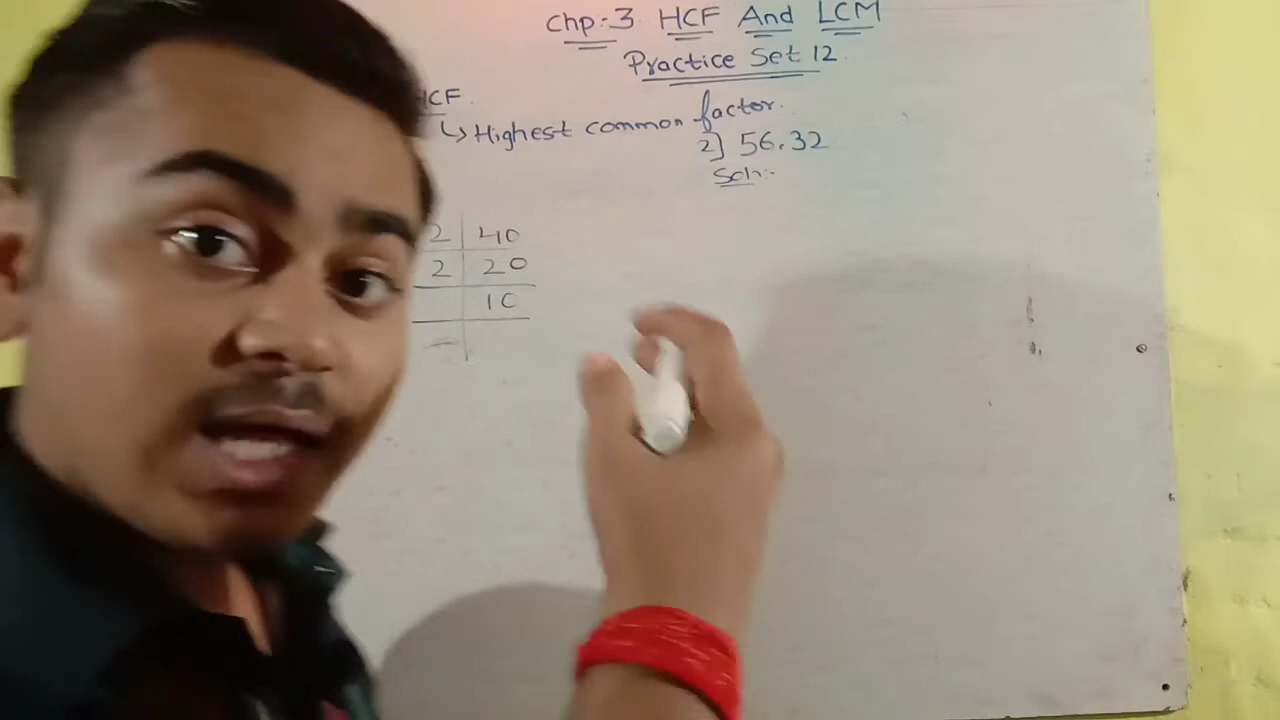 Chp:-3 HCF And LCM
Practice Set 12
HCF
↳ Highest common factor.
2] 56, 32
Soln:-
2 | 40
2 | 20
10